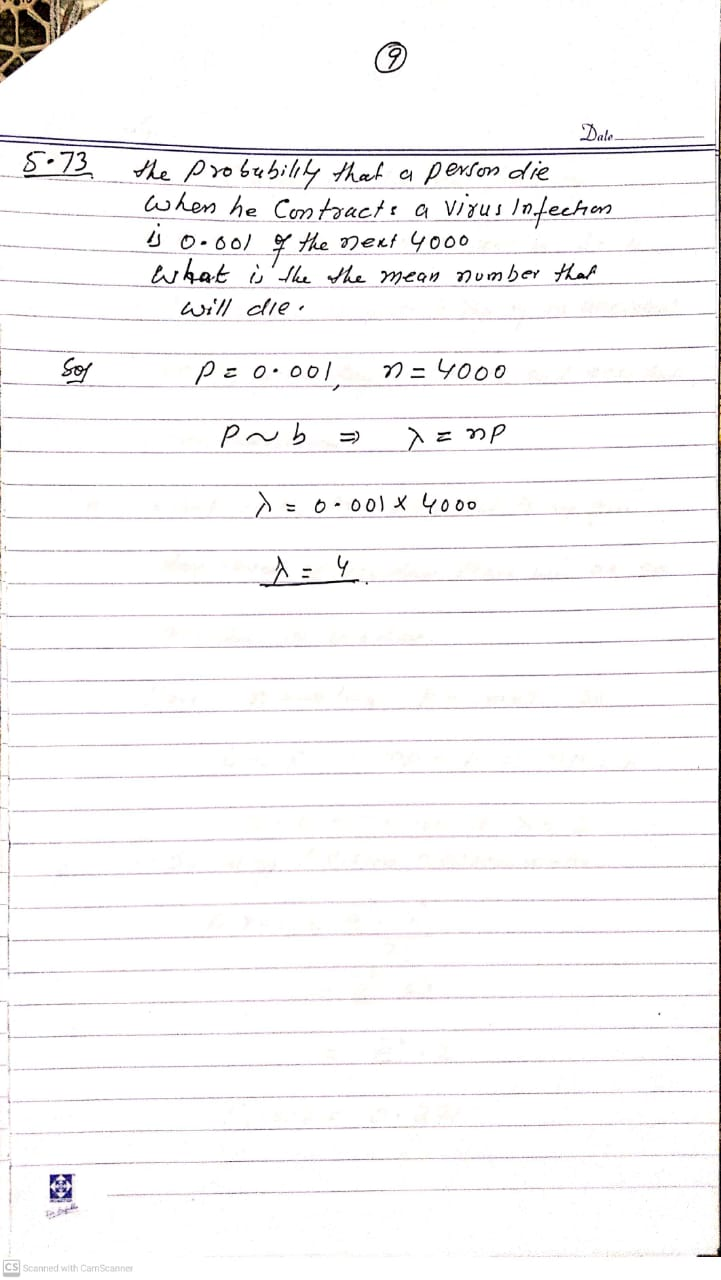 9
Date
5.73 the probability that a person die
when he Contracts a virus Infection
is 0.001 of the next 4000
what is the the mean number that
will die.
Sol P = 0.001, n = 4000
P ~ b ⇒ λ = np
λ = 0.001 × 4000
λ = 4.
CS Scanned with CamScanner